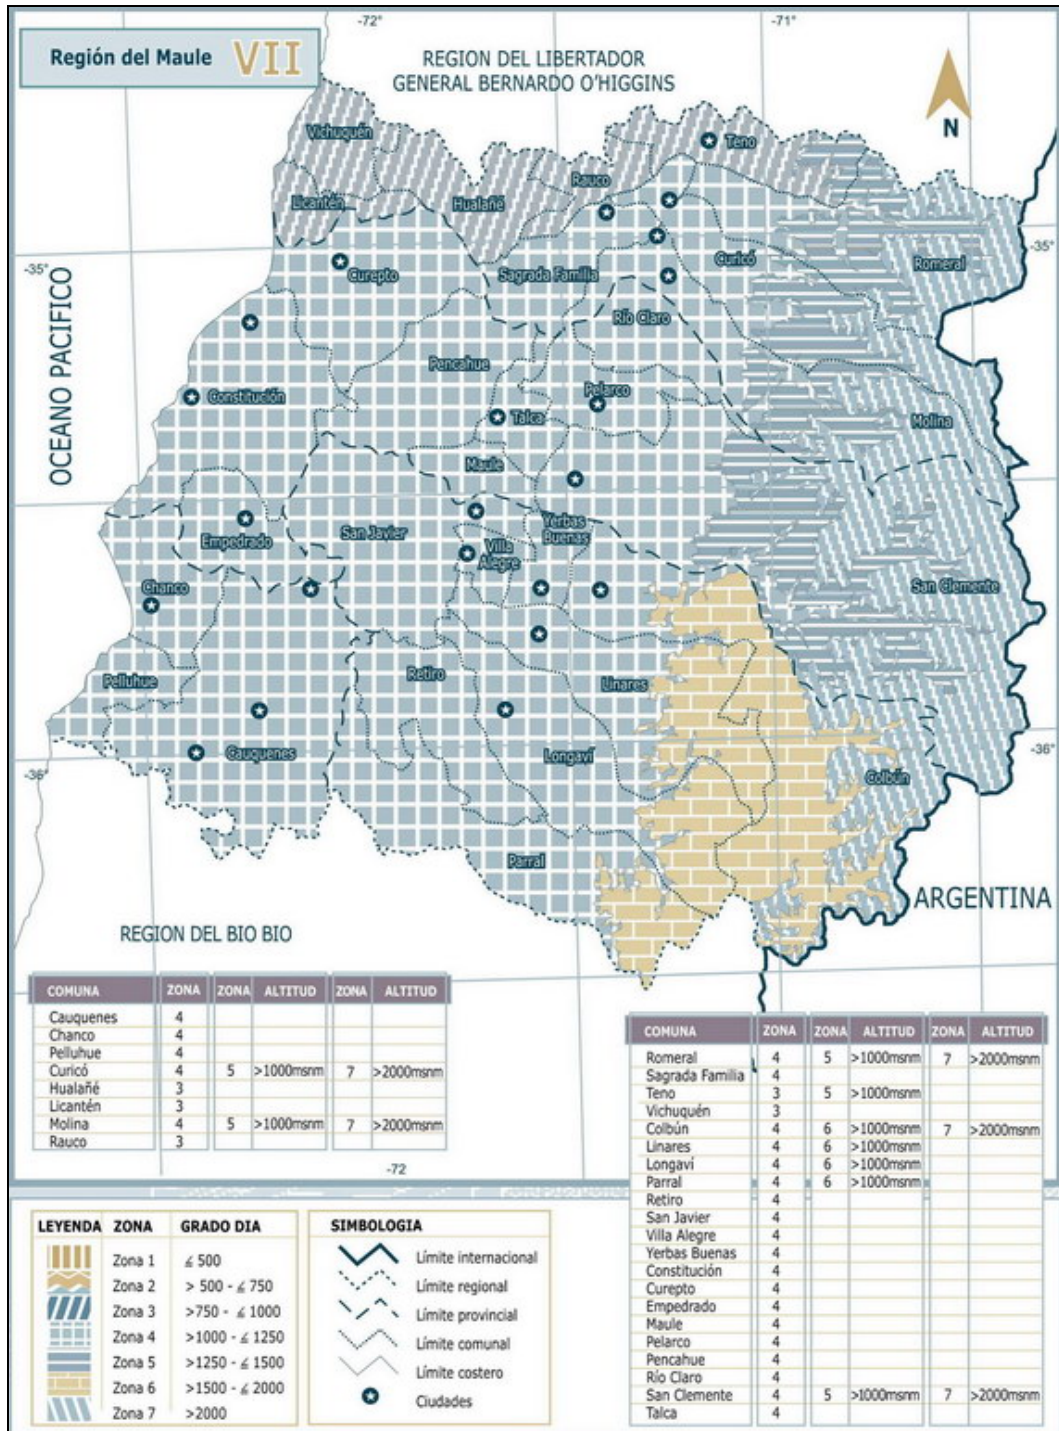 -72°
-71°
Región del Maule VII
REGION DEL LIBERTADOR
GENERAL BERNARDO O'HIGGINS
N
Vichuquén
Teno
Rauco
Licantén
Hualañé
-35°
-35°
Romeral
Curepto
Sagrada Familia
Curicó
Río Claro
OCEANO PACIFICO
Pencahue
Pelarco
Constitución
Talca
Molina
Maule
Empedrado
San Javier
Yerbas
Buenas
Villa
Alegre
Chanco
San Clemente
Pelluhue
Retiro
Linares
-36°
-36°
Cauquenes
Longaví
Colbún
Parral
ARGENTINA
REGION DEL BIO BIO
COMUNA ZONA ZONA ALTITUD ZONA ALTITUD
Cauquenes 4
Chanco 4
Pelluhue 4
Curicó 4 5 >1000msnm 7 >2000msnm
Hualañé 3
Licantén 3
Molina 4 5 >1000msnm 7 >2000msnm
Rauco 3
-72
COMUNA ZONA ZONA ALTITUD ZONA ALTITUD
Romeral 4 5 >1000msnm 7 >2000msnm
Sagrada Familia 4
Teno 3 5 >1000msnm
Vichuquén 3
Colbún 4 6 >1000msnm 7 >2000msnm
Linares 4 6 >1000msnm
Longaví 4 6 >1000msnm
Parral 4 6 >1000msnm
Retiro 4
San Javier 4
Villa Alegre 4
Yerbas Buenas 4
Constitución 4
Curepto 4
Empedrado 4
Maule 4
Pelarco 4
Pencahue 4
Río Claro 4
San Clemente 4 5 >1000msnm 7 >2000msnm
Talca 4
LEYENDA ZONA GRADO DIA
Zona 1 ≤ 500
Zona 2 > 500 - ≤ 750
Zona 3 >750 - ≤ 1000
Zona 4 >1000 - ≤ 1250
Zona 5 >1250 - ≤ 1500
Zona 6 >1500 - ≤ 2000
Zona 7 >2000
SIMBOLOGIA
Límite internacional
Límite regional
Límite provincial
Límite comunal
Límite costero
Ciudades